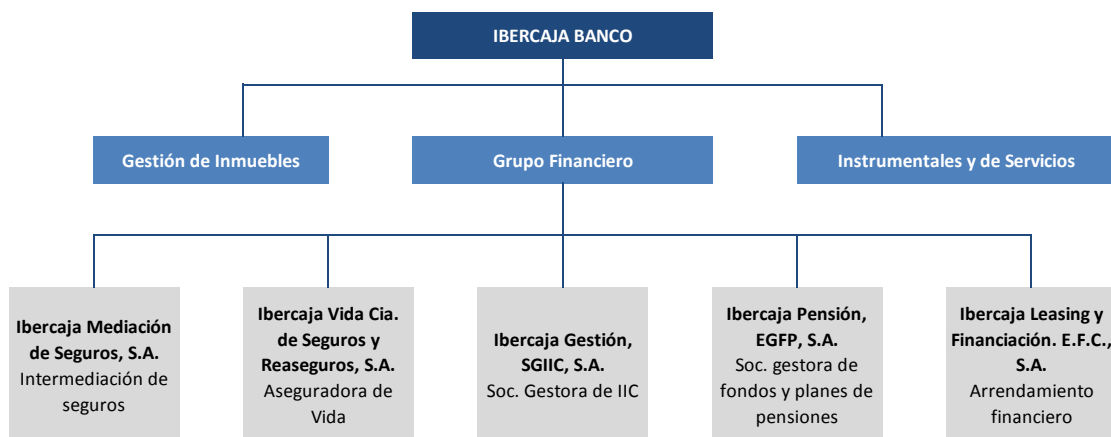 IBERCAJA BANCO
Gestión de Inmuebles
Grupo Financiero
Instrumentales y de Servicios
Ibercaja Mediación
de Seguros, S.A.
Intermediación de
seguros
Ibercaja Vida Cia.
de Seguros y
Reaseguros, S.A.
Aseguradora de
Vida
Ibercaja Gestión,
SGIIC, S.A.
Soc. Gestora de IIC
Ibercaja Pensión,
EGFP, S.A.
Soc. gestora de
fondos y planes de
pensiones
Ibercaja Leasing y
Financiación. E.F.C.,
S.A.
Arrendamiento
financiero